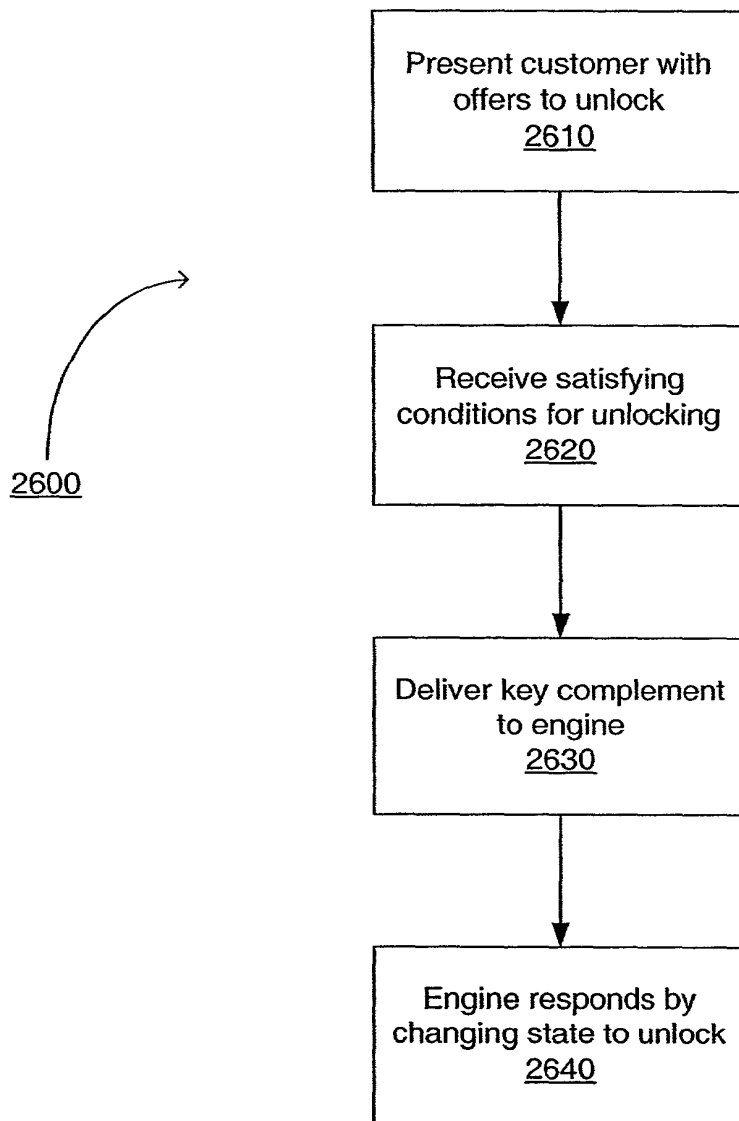 Present customer with
offers to unlock
2610
Receive satisfying
conditions for unlocking
2620
2600
Deliver key complement
to engine
2630
Engine responds by
changing state to unlock
2640